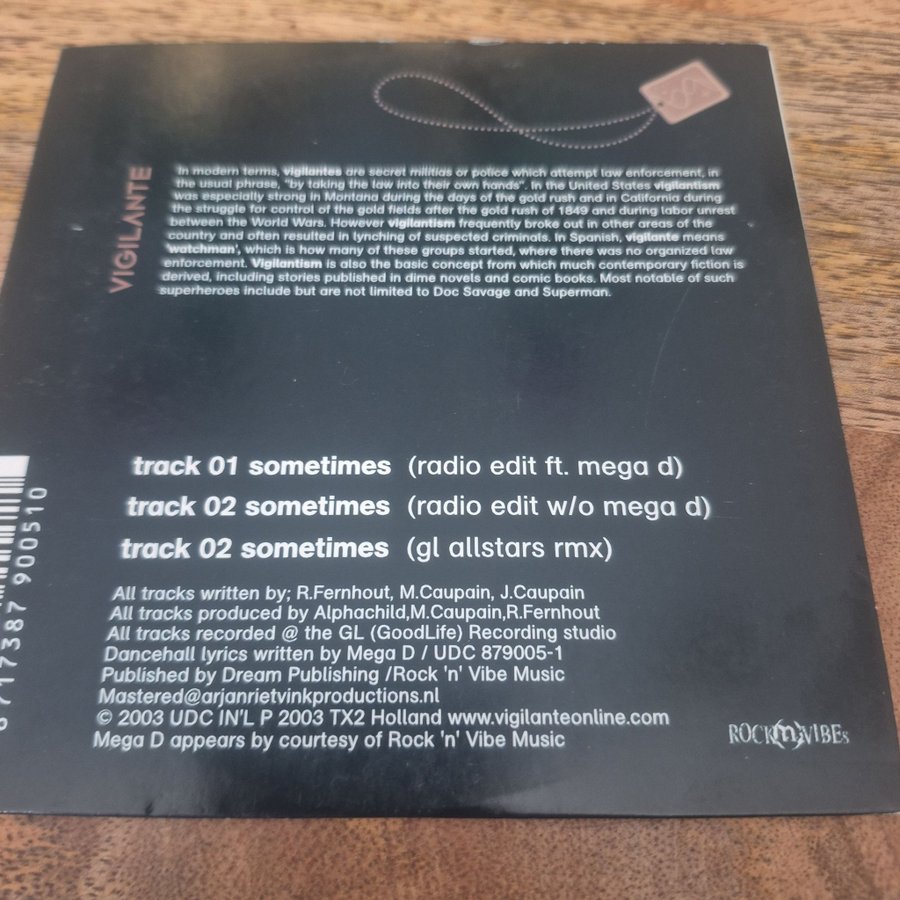 VIGILANTE
In modern terms, vigilantes are secret militias or police which attempt law enforcement, in
the usual phrase, "by taking the law into their own hands". In the United States vigilantism
was especially strong in Montana during the days of the gold rush and in California during
the struggle for control of the gold fields after the gold rush of 1849 and during labor unrest
between the World Wars. However vigilantism frequently broke out in other areas of the
country and often resulted in lynching of suspected criminals. In Spanish, vigilante means
'watchman', which is how many of these groups started, where there was no organized law
enforcement. Vigilantism is also the basic concept from which much contemporary fiction is
derived, including stories published in dime novels and comic books. Most notable of such
superheroes include but are not limited to Doc Savage and Superman.
track 01 sometimes (radio edit ft. mega d)
track 02 sometimes (radio edit w/o mega d)
track 02 sometimes (gl allstars rmx)
All tracks written by; R.Fernhout, M.Caupain, J.Caupain
All tracks produced by Alphachild,M.Caupain,R.Fernhout
All tracks recorded @ the GL (GoodLife) Recording studio
Dancehall lyrics written by Mega D / UDC 879005-1
Published by Dream Publishing /Rock 'n' Vibe Music
Mastered@arjanrietvinkproductions.nl
© 2003 UDC IN'L P 2003 TX2 Holland www.vigilanteonline.com
Mega D appears by courtesy of Rock 'n' Vibe Music
8 717387 900510
ROCK(n)VIBEs